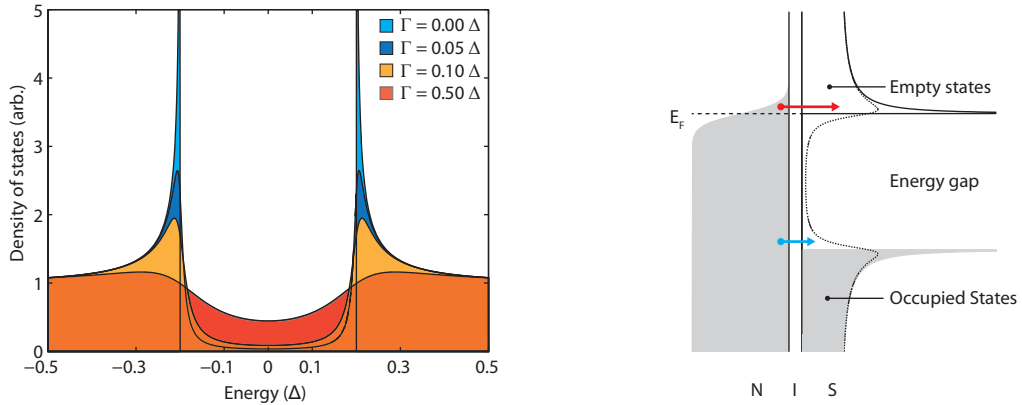 5
4
3
2
1
0
Density of states (arb.)
Γ = 0.00 Δ
Γ = 0.05 Δ
Γ = 0.10 Δ
Γ = 0.50 Δ
−0.5 −0.3 −0.1 0 0.1 0.3 0.5
Energy (Δ)
E_F
Empty states
Energy gap
Occupied States
N I S